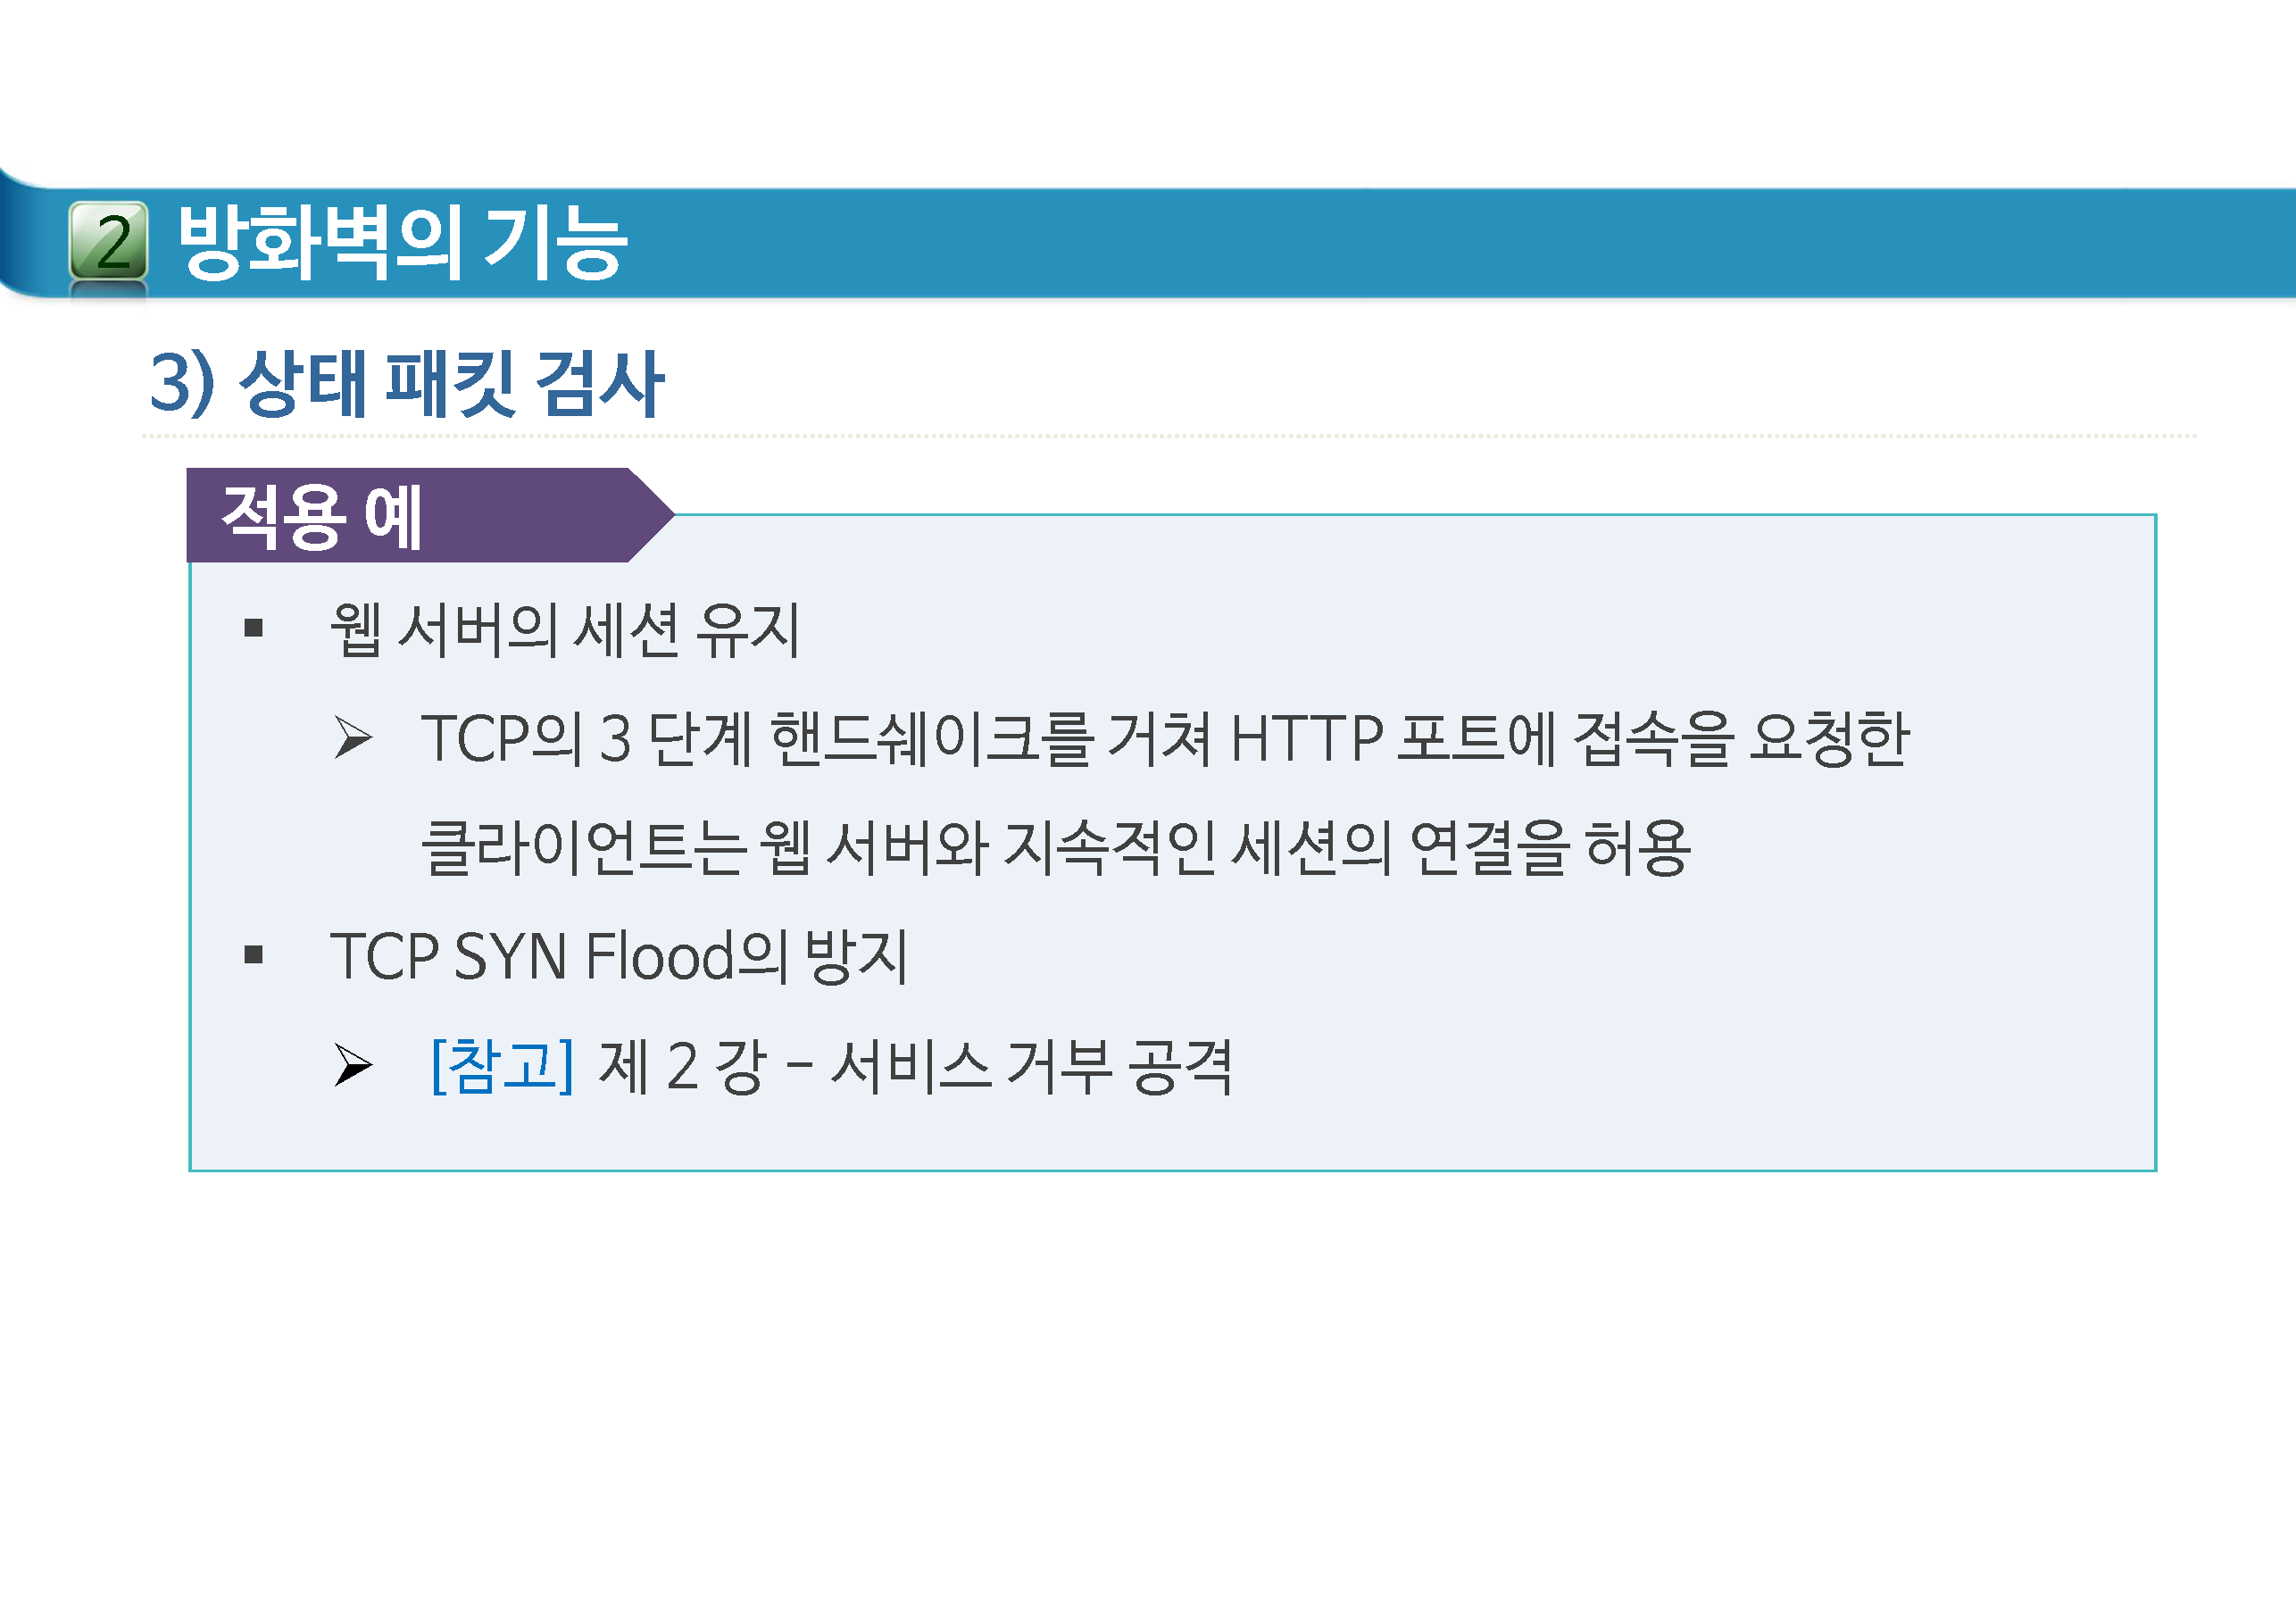 2 방화벽의 기능
3) 상태 패킷 검사
적용 예
▪ 웹 서버의 세션 유지
➢ TCP의 3 단계 핸드쉐이크를 거쳐 HTTP 포트에 접속을 요청한
클라이언트는 웹 서버와 지속적인 세션의 연결을 허용
▪ TCP SYN Flood의 방지
➢ [참고] 제 2 강 – 서비스 거부 공격